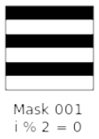 Mask 001
i % 2 = 0